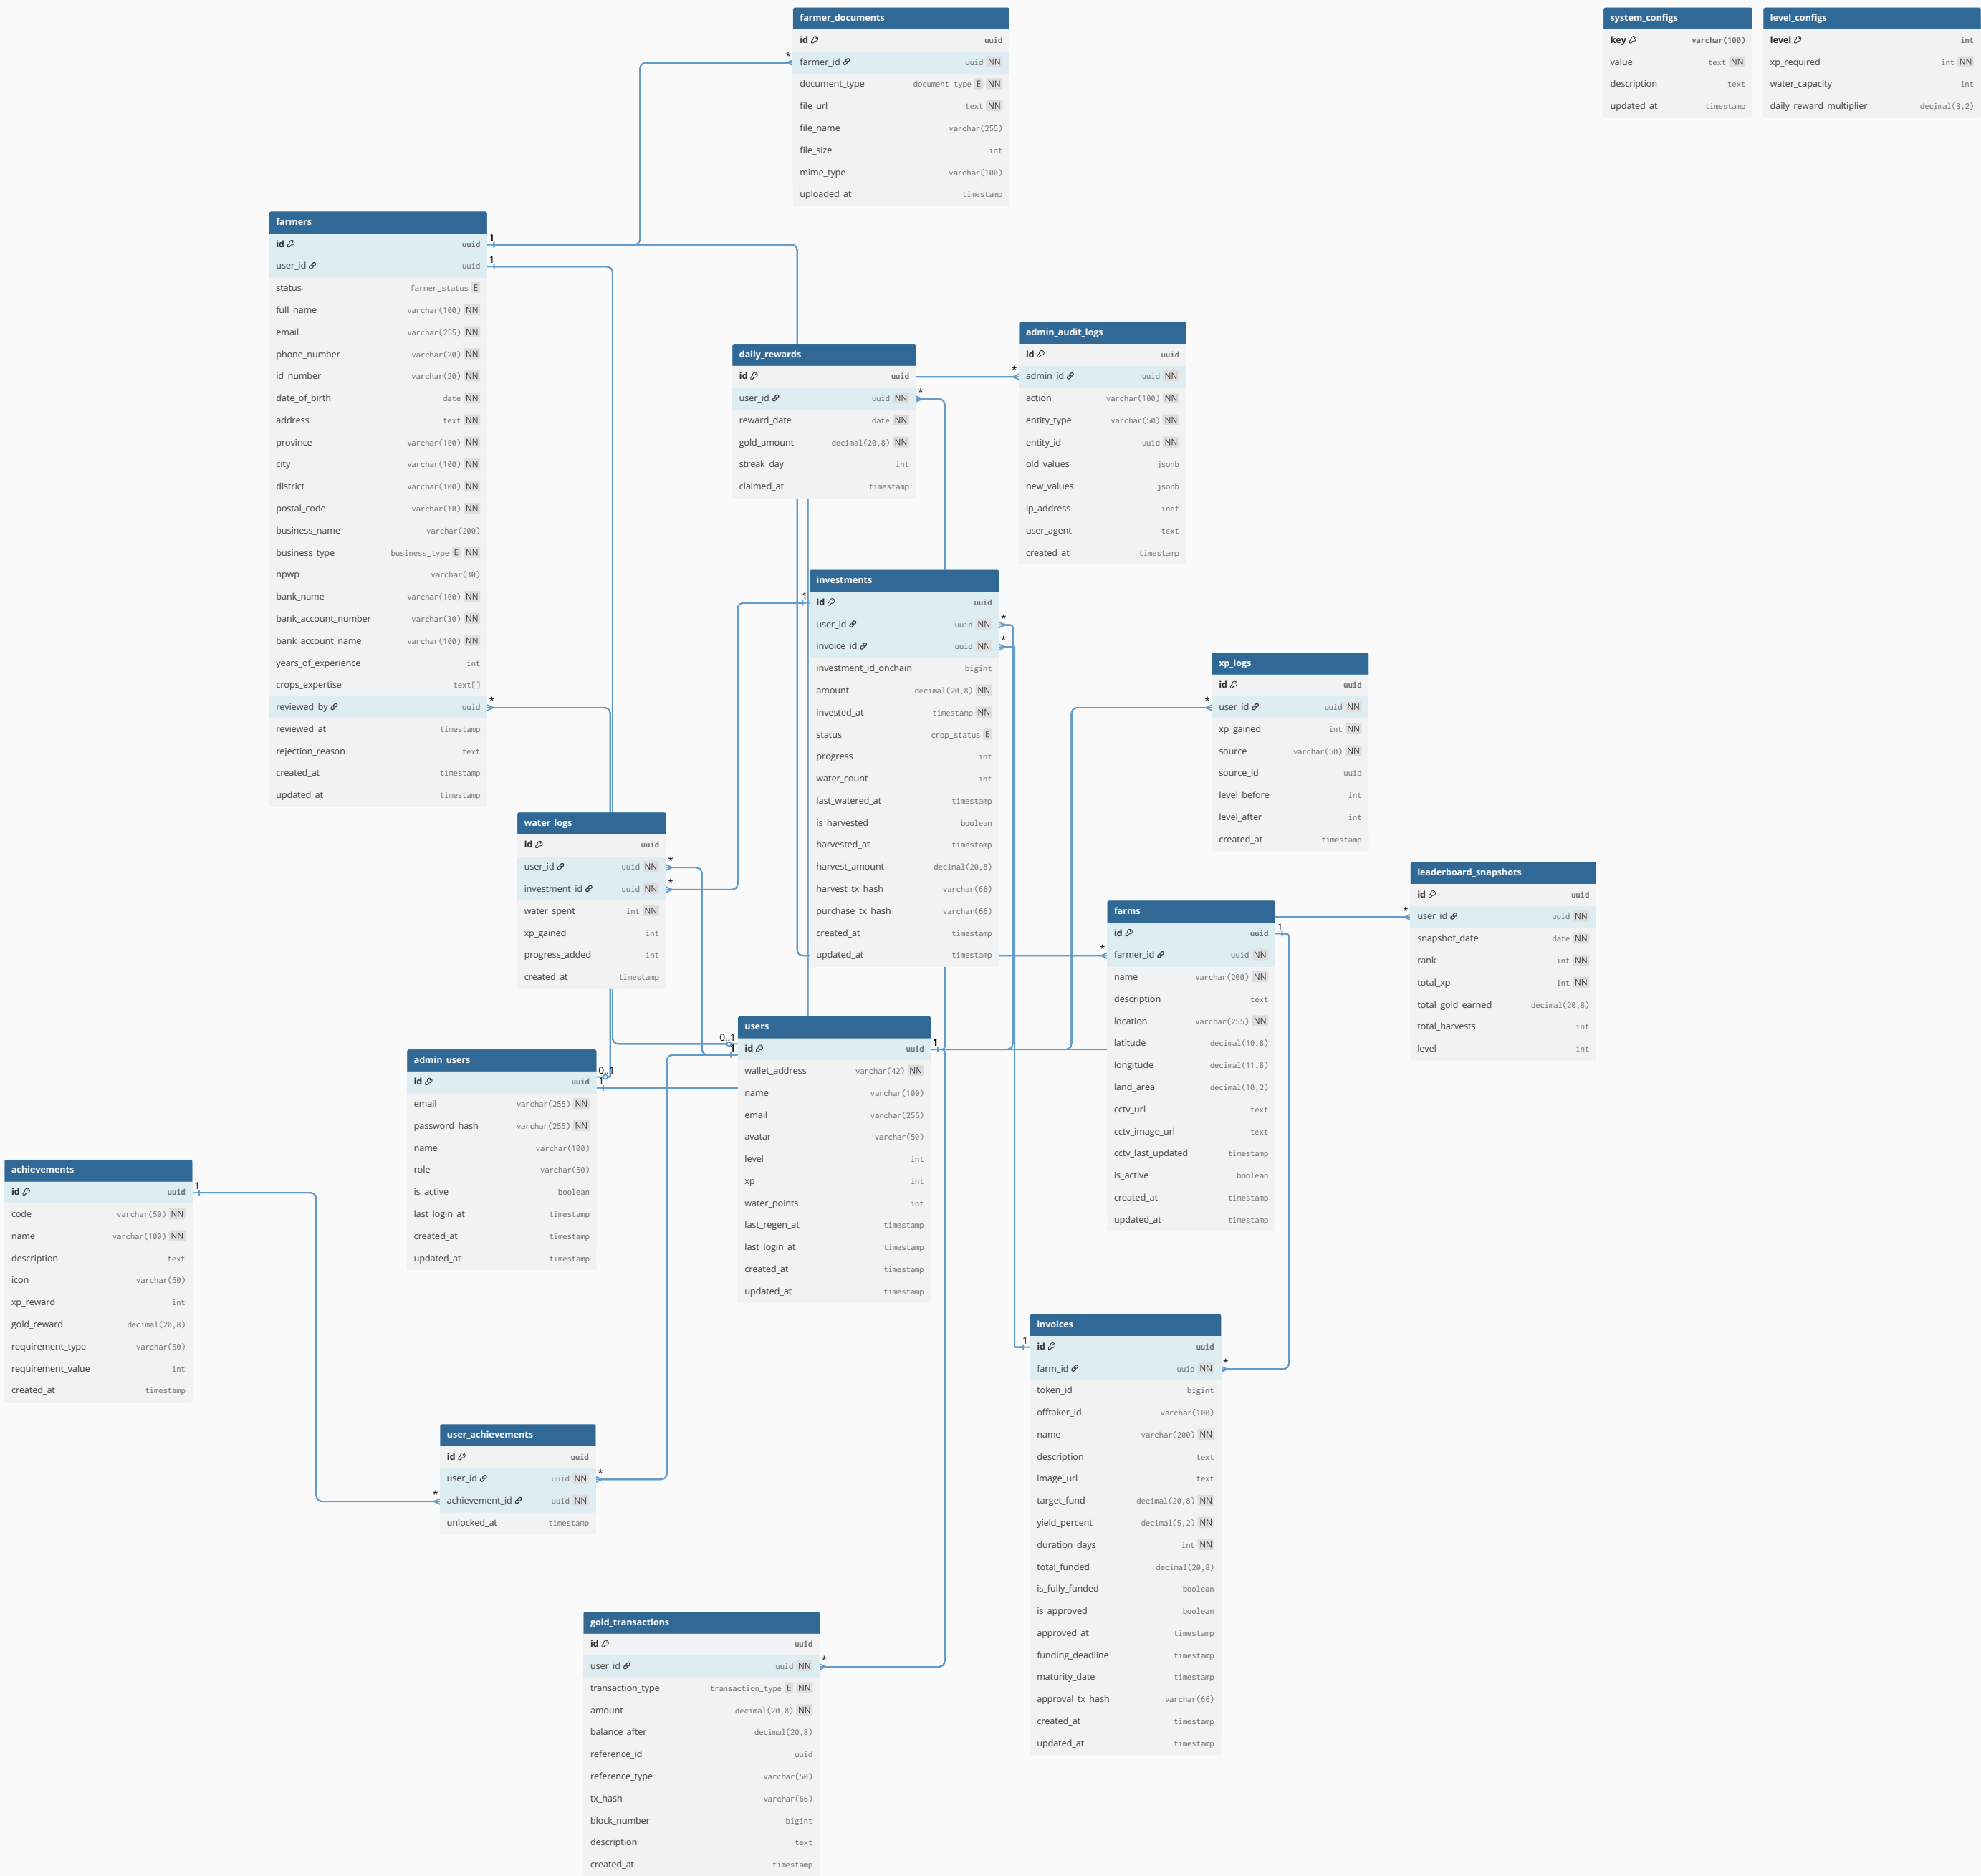 farmer_documents
id uuid
* farmer_id uuid NN
document_type document_type E NN
file_url text NN
file_name varchar(255)
file_size int
mime_type varchar(100)
uploaded_at timestamp
system_configs
key varchar(100)
value text NN
description text
updated_at timestamp
level_configs
level int
xp_required int NN
water_capacity int
daily_reward_multiplier decimal(3,2)
farmers
id uuid 1
user_id uuid 1
status farmer_status E
full_name varchar(100) NN
email varchar(255) NN
phone_number varchar(20) NN
id_number varchar(20) NN
date_of_birth date NN
address text NN
province varchar(100) NN
city varchar(100) NN
district varchar(100) NN
postal_code varchar(10) NN
business_name varchar(200)
business_type business_type E NN
npwp varchar(30)
bank_name varchar(100) NN
bank_account_number varchar(30) NN
bank_account_name varchar(100) NN
years_of_experience int
crops_expertise text[]
reviewed_by uuid *
reviewed_at timestamp
rejection_reason text
created_at timestamp
updated_at timestamp
daily_rewards
id uuid
user_id uuid NN *
reward_date date NN
gold_amount decimal(20,8) NN
streak_day int
claimed_at timestamp
admin_audit_logs
id uuid
* admin_id uuid NN
action varchar(100) NN
entity_type varchar(50) NN
entity_id uuid NN
old_values jsonb
new_values jsonb
ip_address inet
user_agent text
created_at timestamp
investments
1 id uuid
user_id uuid NN *
invoice_id uuid NN *
investment_id_onchain bigint
amount decimal(20,8) NN
invested_at timestamp NN
status crop_status E
progress int
water_count int
last_watered_at timestamp
is_harvested boolean
harvested_at timestamp
harvest_amount decimal(20,8)
harvest_tx_hash varchar(66)
purchase_tx_hash varchar(66)
created_at timestamp
updated_at timestamp
xp_logs
id uuid
* user_id uuid NN
xp_gained int NN
source varchar(50) NN
source_id uuid
level_before int
level_after int
created_at timestamp
water_logs
id uuid
user_id uuid NN *
investment_id uuid NN *
water_spent int NN
xp_gained int
progress_added int
created_at timestamp
leaderboard_snapshots
id uuid
* user_id uuid NN
snapshot_date date NN
rank int NN
total_xp int NN
total_gold_earned decimal(20,8)
total_harvests int
level int
farms
id uuid 1
* farmer_id uuid NN
name varchar(200) NN
description text
location varchar(255) NN
latitude decimal(10,8)
longitude decimal(11,8)
land_area decimal(10,2)
cctv_url text
cctv_image_url text
cctv_last_updated timestamp
is_active boolean
created_at timestamp
updated_at timestamp
users
0..1
1 id uuid 1
wallet_address varchar(42) NN
name varchar(100)
email varchar(255)
avatar varchar(50)
level int
xp int
water_points int
last_regen_at timestamp
last_login_at timestamp
created_at timestamp
updated_at timestamp
admin_users
0..1
id uuid 1
email varchar(255) NN
password_hash varchar(255) NN
name varchar(100)
role varchar(50)
is_active boolean
last_login_at timestamp
created_at timestamp
updated_at timestamp
achievements
id uuid 1
code varchar(50) NN
name varchar(100) NN
description text
icon varchar(50)
xp_reward int
gold_reward decimal(20,8)
requirement_type varchar(50)
requirement_value int
created_at timestamp
invoices
1 id uuid
farm_id uuid NN *
token_id bigint
offtaker_id varchar(100)
name varchar(200) NN
description text
image_url text
target_fund decimal(20,8) NN
yield_percent decimal(5,2) NN
duration_days int NN
total_funded decimal(20,8)
is_fully_funded boolean
is_approved boolean
approved_at timestamp
funding_deadline timestamp
maturity_date timestamp
approval_tx_hash varchar(66)
created_at timestamp
updated_at timestamp
user_achievements
id uuid
user_id uuid NN *
* achievement_id uuid NN
unlocked_at timestamp
gold_transactions
id uuid
user_id uuid NN *
transaction_type transaction_type E NN
amount decimal(20,8) NN
balance_after decimal(20,8)
reference_id uuid
reference_type varchar(50)
tx_hash varchar(66)
block_number bigint
description text
created_at timestamp